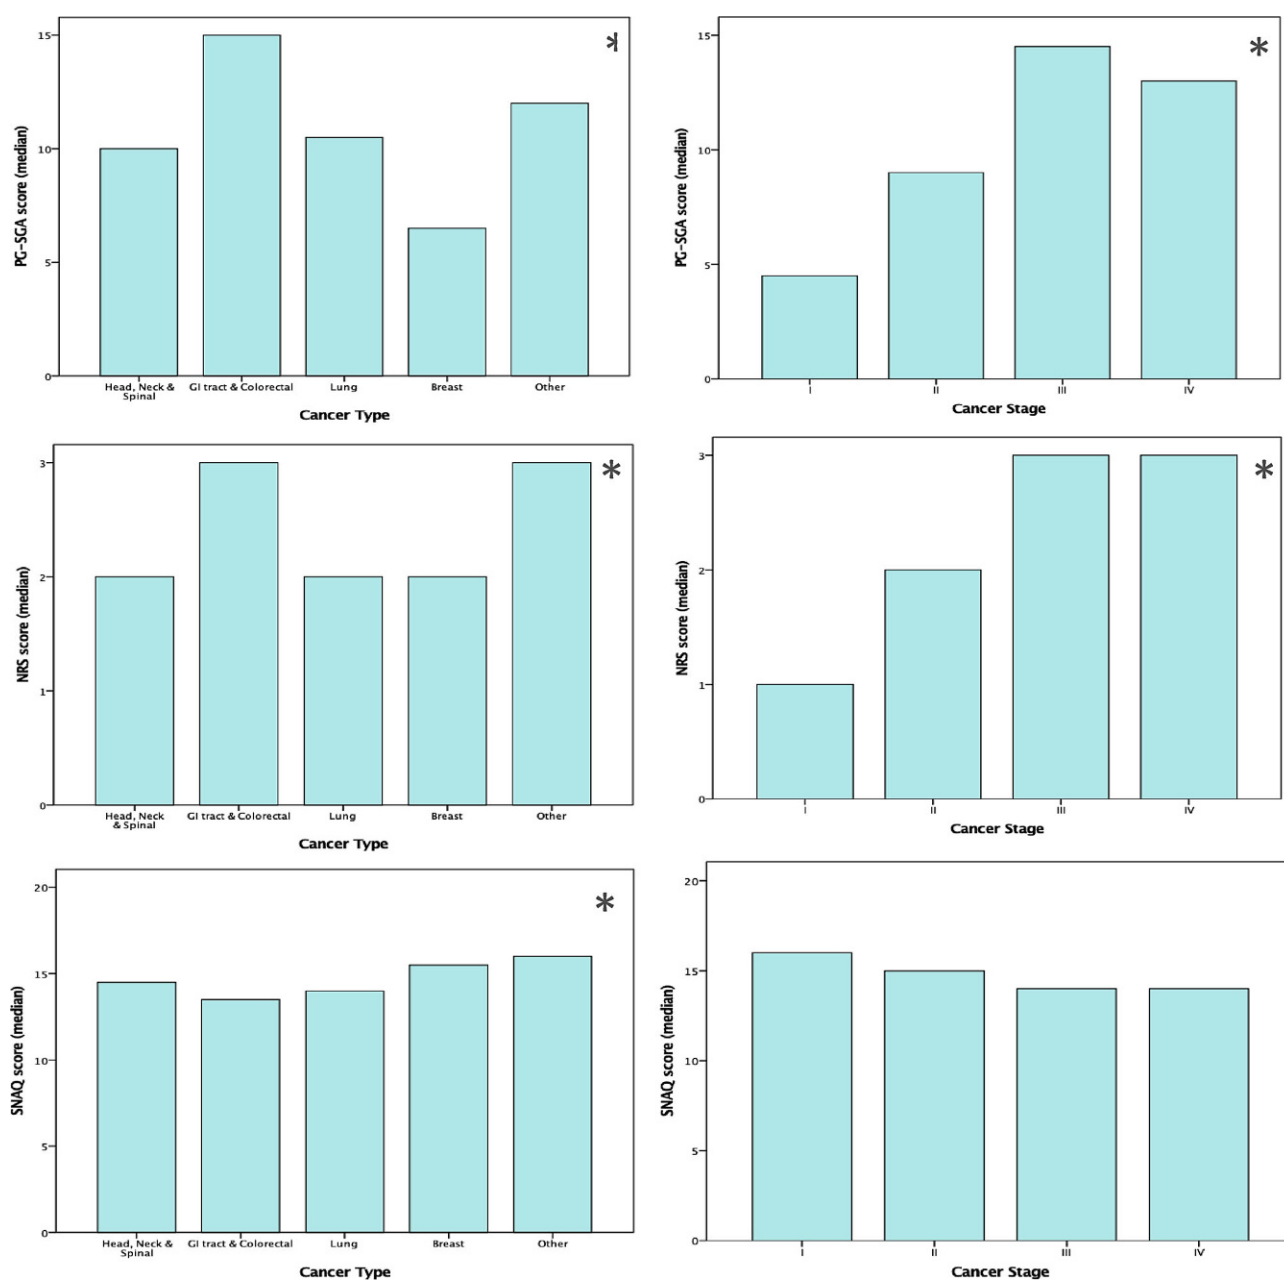 PG-SGA score (median)
15
10
5
0
*
Head, Neck &
Spinal
GI tract & Colorectal
Lung
Breast
Other
Cancer Type
PG-SGA score (median)
15
10
5
0
*
I
II
III
IV
Cancer Stage
NRS score (median)
3
2
1
0
*
Head, Neck
& Spinal
GI tract & Colorectal
Lung
Breast
Other
Cancer Type
NRS score (median)
3
2
1
0
*
I
II
III
IV
Cancer Stage
SNAQ score (median)
20
15
10
5
0
*
Head, Neck &
Spinal
GI tract & Colorectal
Lung
Breast
Other
Cancer Type
SNAQ score (median)
20
15
10
5
0
I
II
III
IV
Cancer Stage